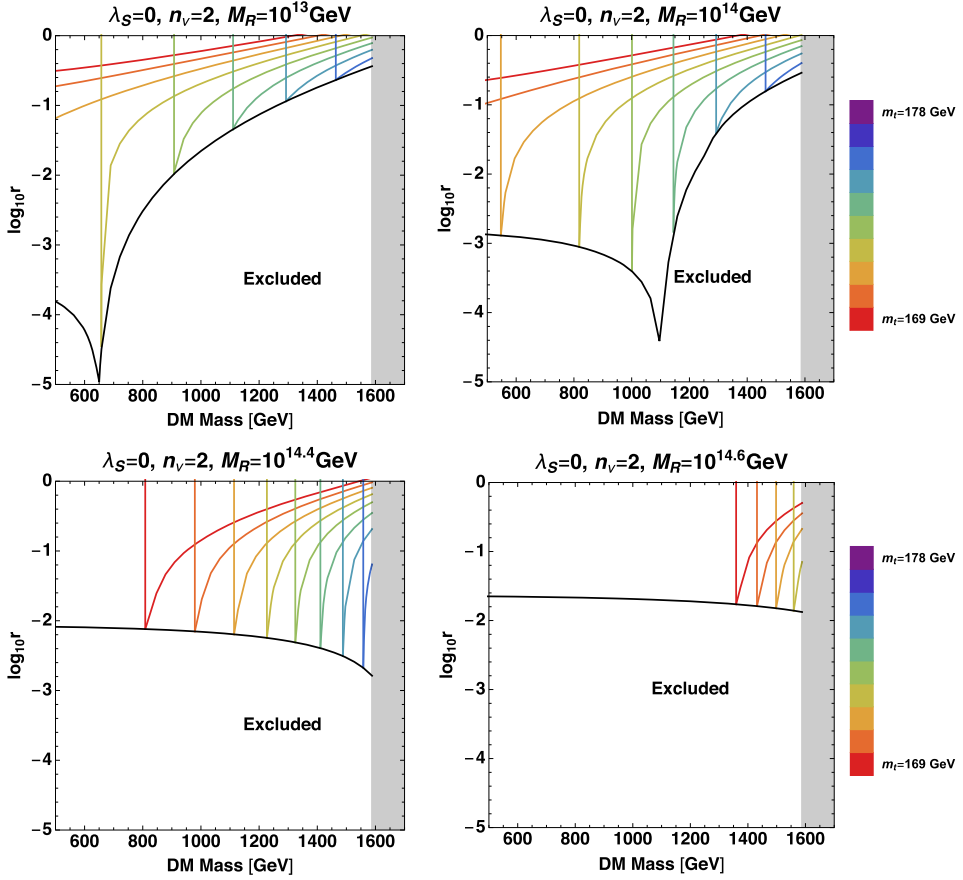 λS=0, nν=2, MR=10^13GeV
λS=0, nν=2, MR=10^14GeV
0
−1
−2
−3
−4
−5
log10r
Excluded
600 800 1000 1200 1400 1600
DM Mass [GeV]
0
−1
−2
−3
−4
−5
log10r
Excluded
600 800 1000 1200 1400 1600
DM Mass [GeV]
mt=178 GeV
mt=169 GeV
λS=0, nν=2, MR=10^14.4GeV
λS=0, nν=2, MR=10^14.6GeV
0
−1
−2
−3
−4
−5
log10r
Excluded
600 800 1000 1200 1400 1600
DM Mass [GeV]
0
−1
−2
−3
−4
−5
log10r
Excluded
600 800 1000 1200 1400 1600
DM Mass [GeV]
mt=178 GeV
mt=169 GeV